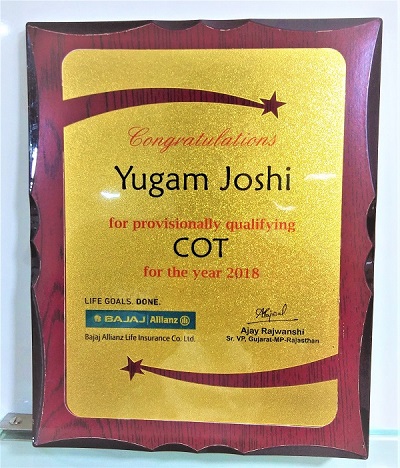 Congratulations
Yugam Joshi
for provisionally qualifying
COT
for the year 2018
LIFE GOALS. DONE.
BAJAJ Allianz
Bajaj Allianz Life Insurance Co. Ltd.
Ajay Rajwanshi
Sr. VP, Gujarat-MP-Rajasthan